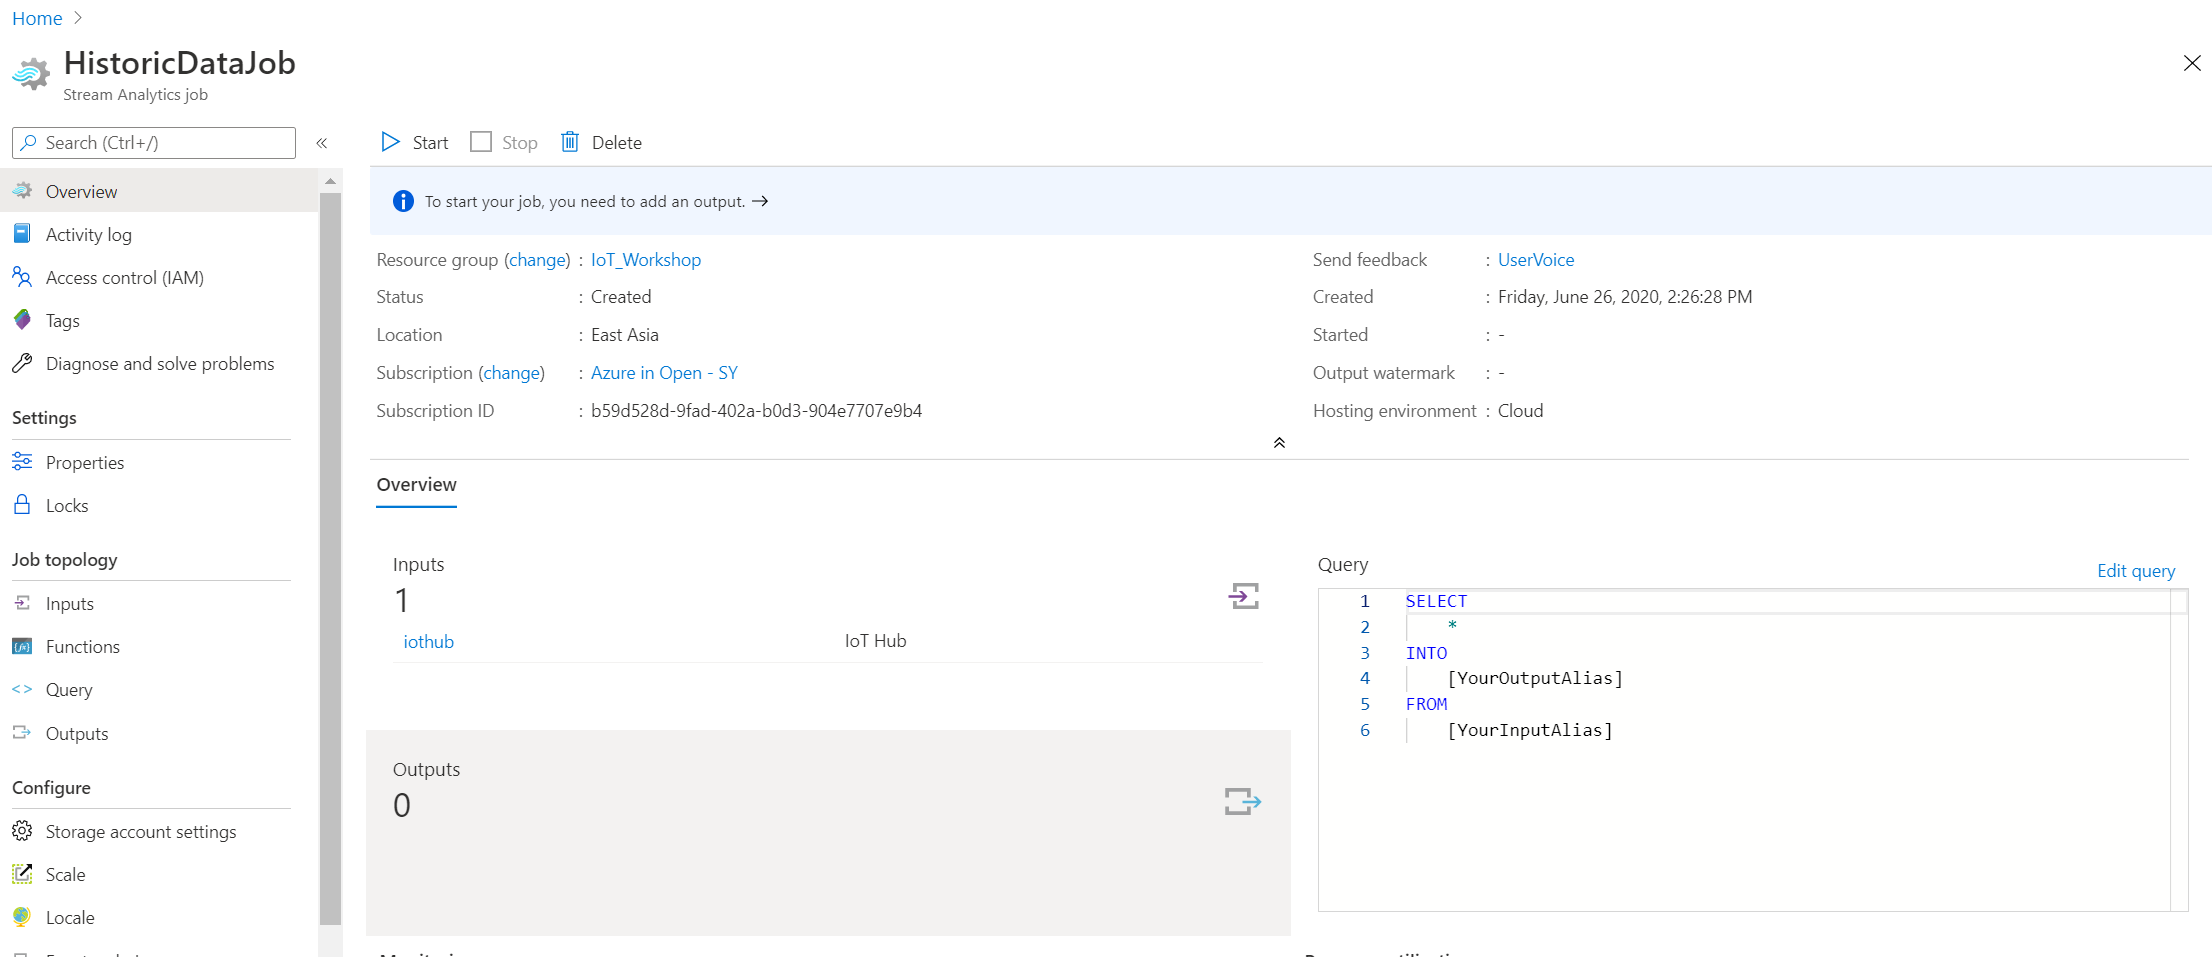 Home
HistoricDataJob
Stream Analytics job
Search (Ctrl+/)
«
Overview
Activity log
Access control (IAM)
Tags
Diagnose and solve problems
Settings
Properties
Locks
Job topology
Inputs
Functions
Query
Outputs
Configure
Storage account settings
Scale
Locale
Start Stop Delete
To start your job, you need to add an output. →
Resource group (change) : IoT_Workshop
Status : Created
Location : East Asia
Subscription (change) : Azure in Open - SY
Subscription ID : b59d528d-9fad-402a-b0d3-904e7707e9b4
Send feedback : UserVoice
Created : Friday, June 26, 2020, 2:26:28 PM
Started : -
Output watermark : -
Hosting environment : Cloud
Overview
Inputs
1
iothub IoT Hub
Outputs
0
Query
Edit query
1 SELECT
2 *
3 INTO
4 [YourOutputAlias]
5 FROM
6 [YourInputAlias]